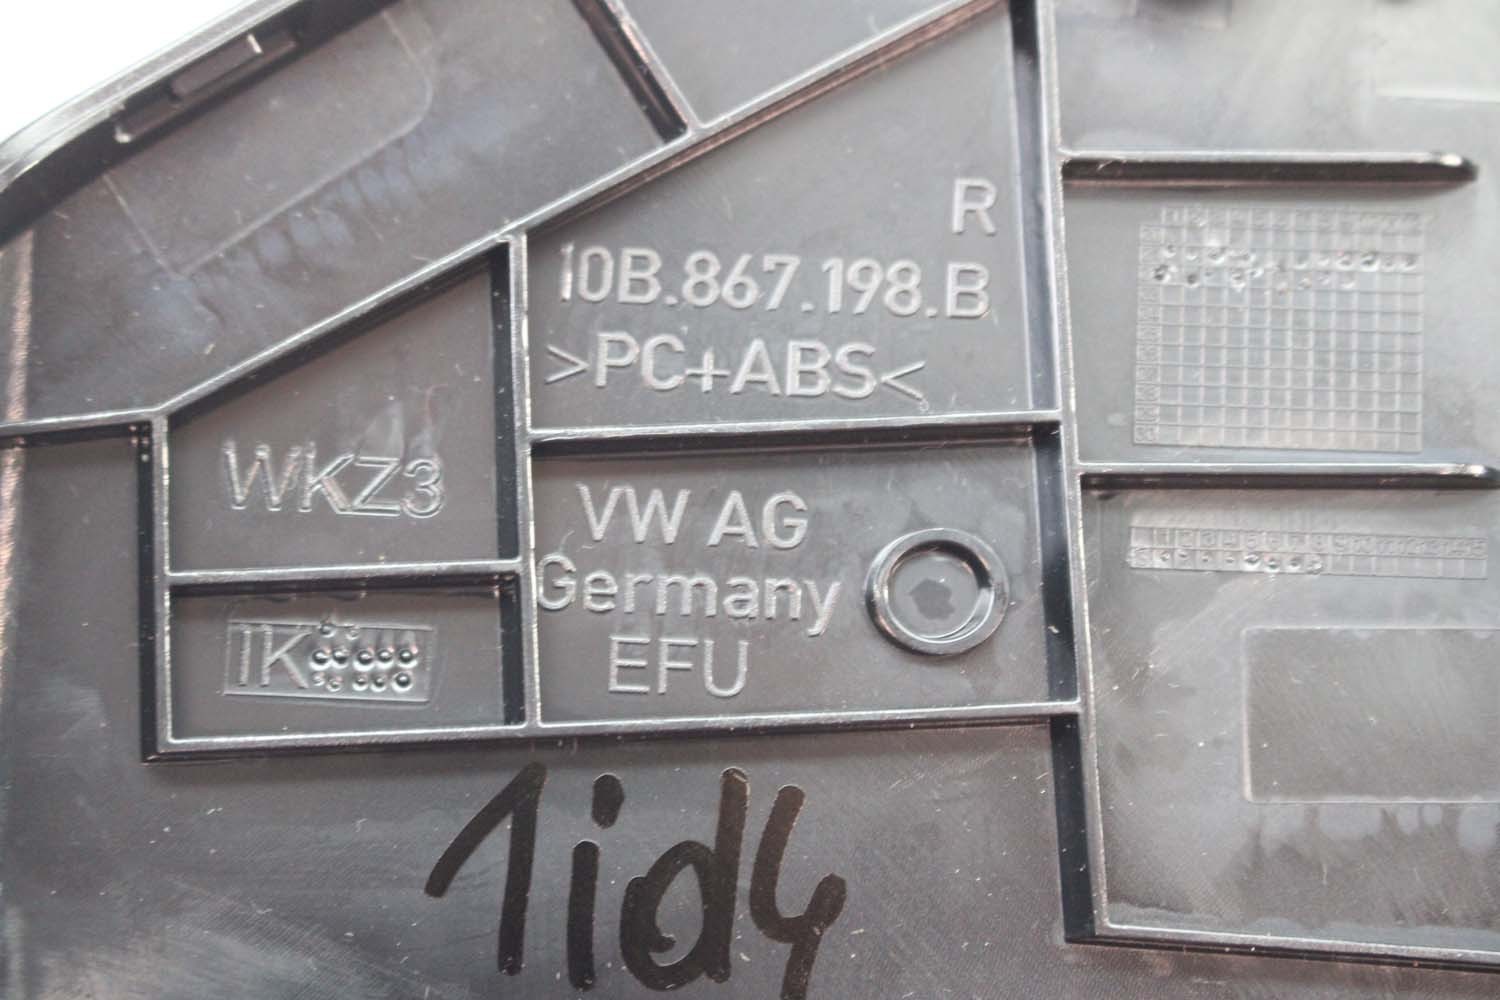 R
10B.867.198.B
>PC+ABS<
WKZ3
VW AG
Germany
EFU
1K
1id4